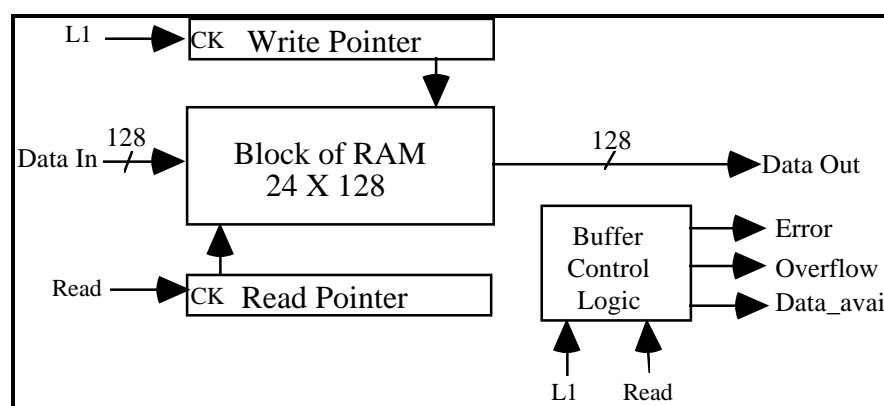 L1
CK
Write Pointer
128
Data In
Block of RAM
24 X 128
128
Data Out
Read
CK
Read Pointer
Buffer
Control
Logic
Error
Overflow
Data_avai
L1
Read